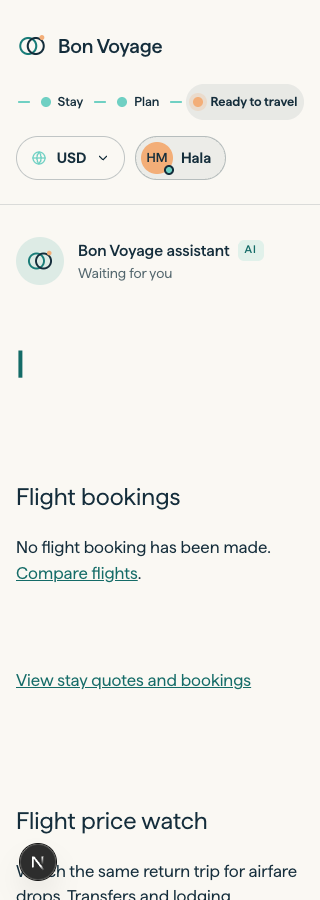 Bon Voyage
Stay
Plan
Ready to travel
USD
HM
Hala
Bon Voyage assistant
AI
Waiting for you
Flight bookings
No flight booking has been made.
Compare flights.
View stay quotes and bookings
Flight price watch
N
the same return trip for airfare
drops. Transfers and lodging